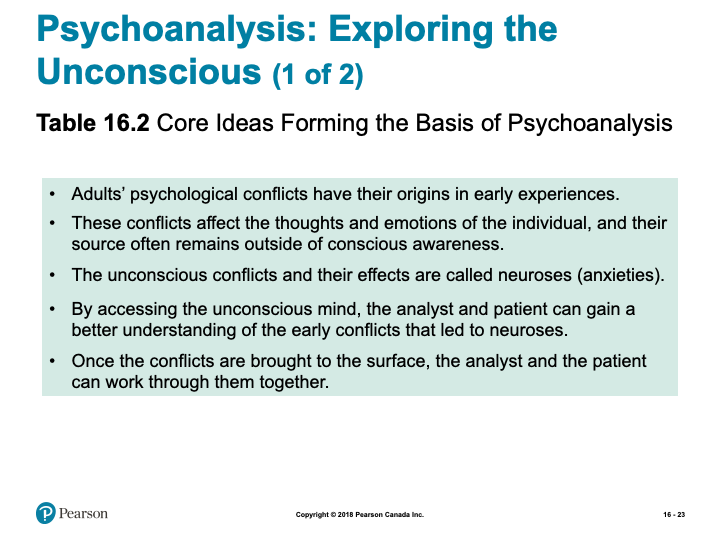 Psychoanalysis: Exploring the
Unconscious (1 of 2)
Table 16.2 Core Ideas Forming the Basis of Psychoanalysis
• Adults’ psychological conflicts have their origins in early experiences.
• These conflicts affect the thoughts and emotions of the individual, and their
source often remains outside of conscious awareness.
• The unconscious conflicts and their effects are called neuroses (anxieties).
• By accessing the unconscious mind, the analyst and patient can gain a
better understanding of the early conflicts that led to neuroses.
• Once the conflicts are brought to the surface, the analyst and the patient
can work through them together.
Pearson
Copyright © 2018 Pearson Canada Inc.
16 - 23